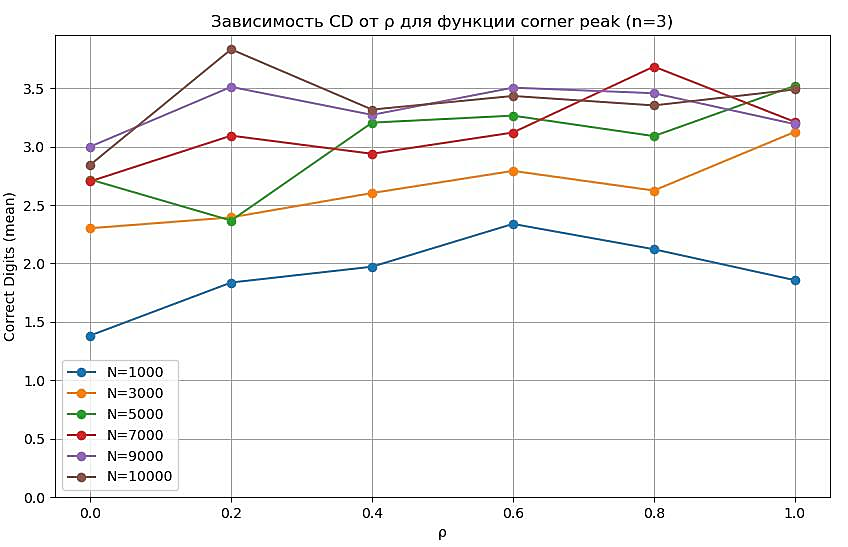 Зависимость CD от ρ для функции corner peak (n=3)
Correct Digits (mean)
3.5
3.0
2.5
2.0
1.5
1.0
0.5
0.0
N=1000
N=3000
N=5000
N=7000
N=9000
N=10000
0.0 0.2 0.4 0.6 0.8 1.0
ρ